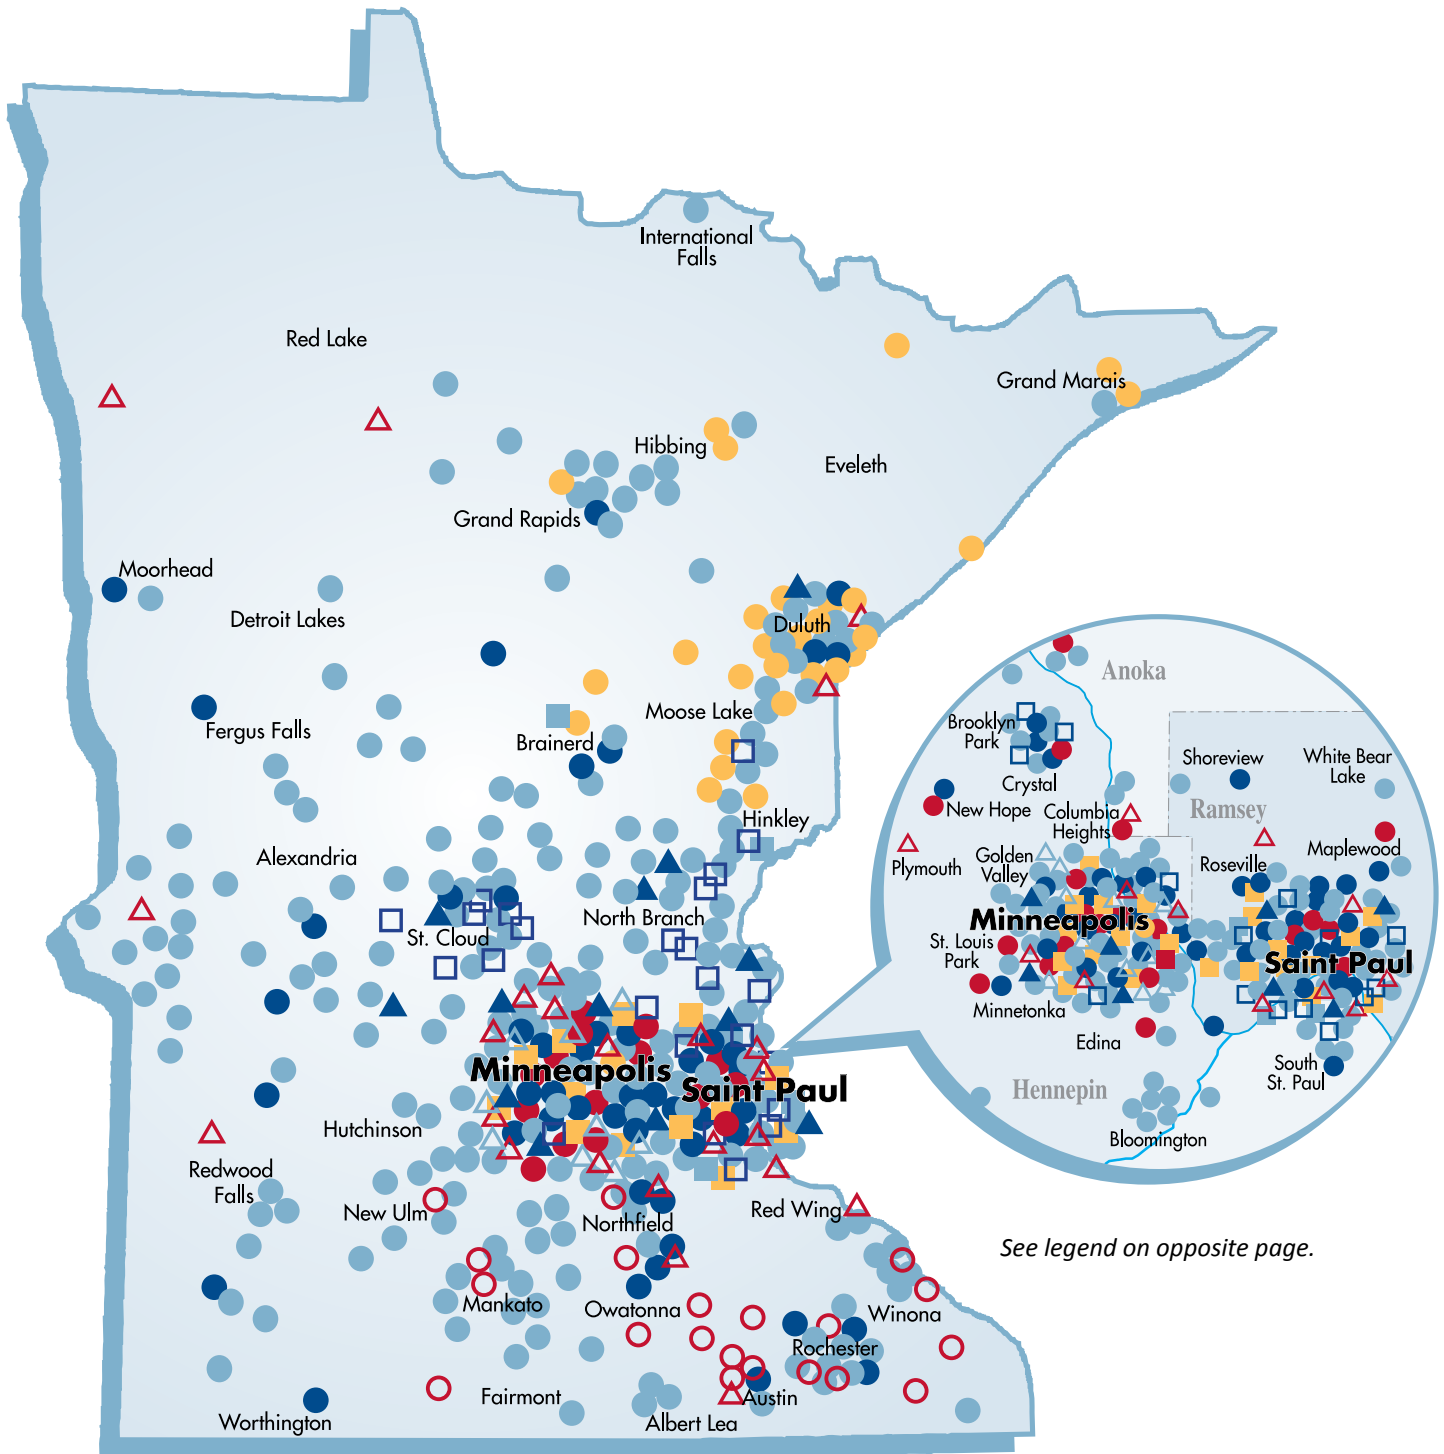 International
Falls
Red Lake
Grand Marais
Hibbing
Eveleth
Grand Rapids
Moorhead
Detroit Lakes
Duluth
Fergus Falls
Moose Lake
Brainerd
Hinkley
Alexandria
North Branch
St. Cloud
Minneapolis
Saint Paul
Hutchinson
Redwood
Falls
New Ulm
Northfield
Red Wing
Mankato
Owatonna
Winona
Rochester
Fairmont
Austin
Worthington
Albert Lea
Anoka
Brooklyn
Park
Crystal
Shoreview
White Bear
Lake
New Hope
Columbia
Heights
Ramsey
Plymouth
Golden
Valley
Roseville
Maplewood
Minneapolis
St. Louis
Park
Saint Paul
Minnetonka
Edina
South
St. Paul
Hennepin
Bloomington
See legend on opposite page.